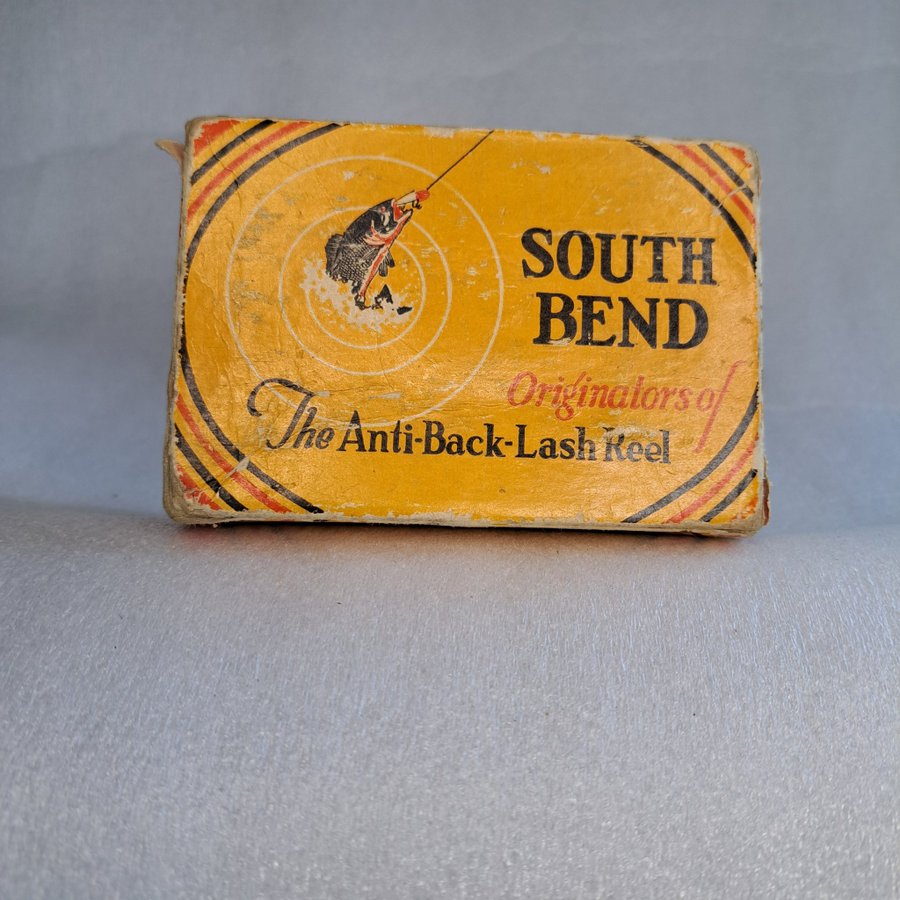 SOUTH
BEND
Originators of
The Anti-Back-Lash Reel